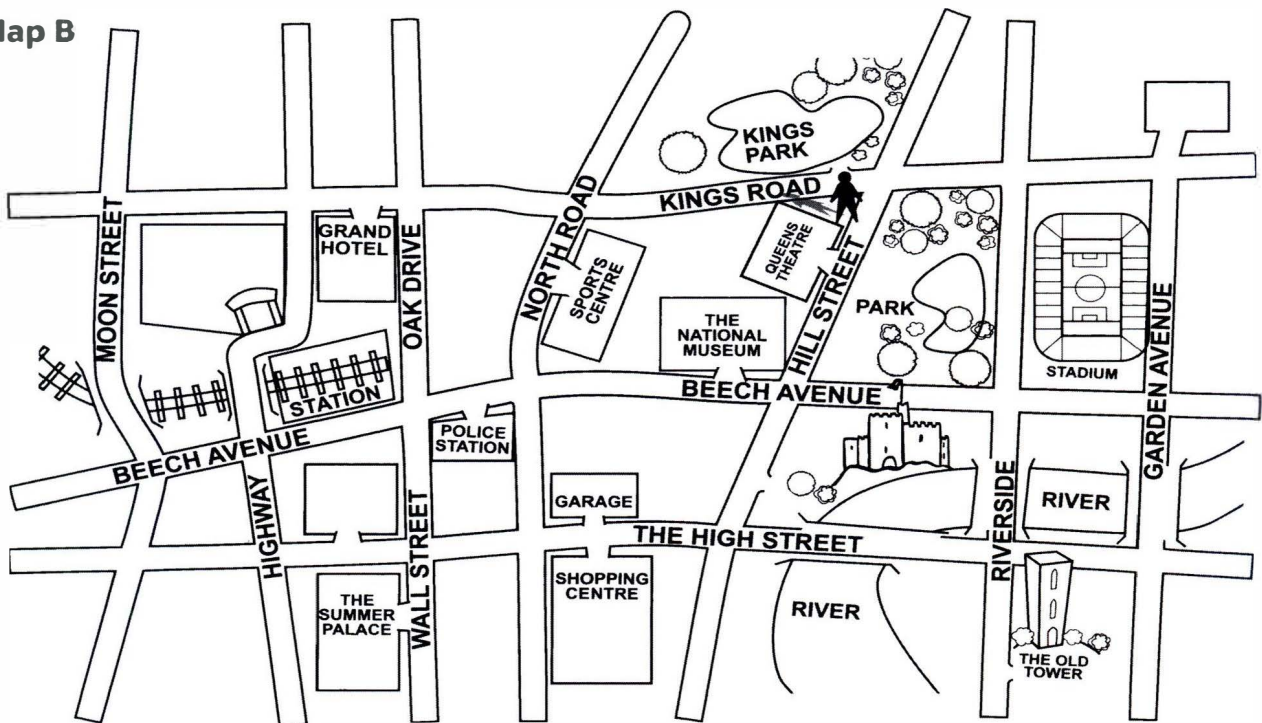 Map B
KINGS
PARK
KINGS ROAD
MOON STREET
GRAND
HOTEL
OAK DRIVE
NORTH ROAD
SPORTS
CENTRE
QUEENS
THEATRE
HILL STREET
PARK
THE
NATIONAL
MUSEUM
STADIUM
GARDEN AVENUE
STATION
BEECH AVENUE
BEECH AVENUE
POLICE
STATION
HIGHWAY
WALL STREET
GARAGE
THE HIGH STREET
RIVERSIDE
RIVER
THE
SUMMER
PALACE
SHOPPING
CENTRE
RIVER
THE OLD
TOWER